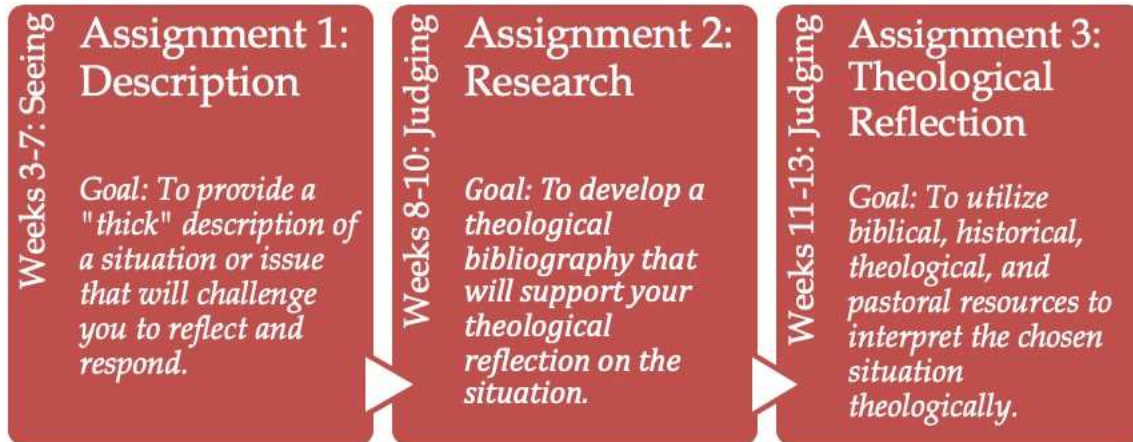 Weeks 3-7: Seeing
Assignment 1:
Description
Goal: To provide a
"thick" description of
a situation or issue
that will challenge
you to reflect and
respond.
Weeks 8-10: Judging
Assignment 2:
Research
Goal: To develop a
theological
bibliography that
will support your
theological
reflection on the
situation.
Weeks 11-13: Judging
Assignment 3:
Theological
Reflection
Goal: To utilize
biblical, historical,
theological, and
pastoral resources to
interpret the chosen
situation
theologically.